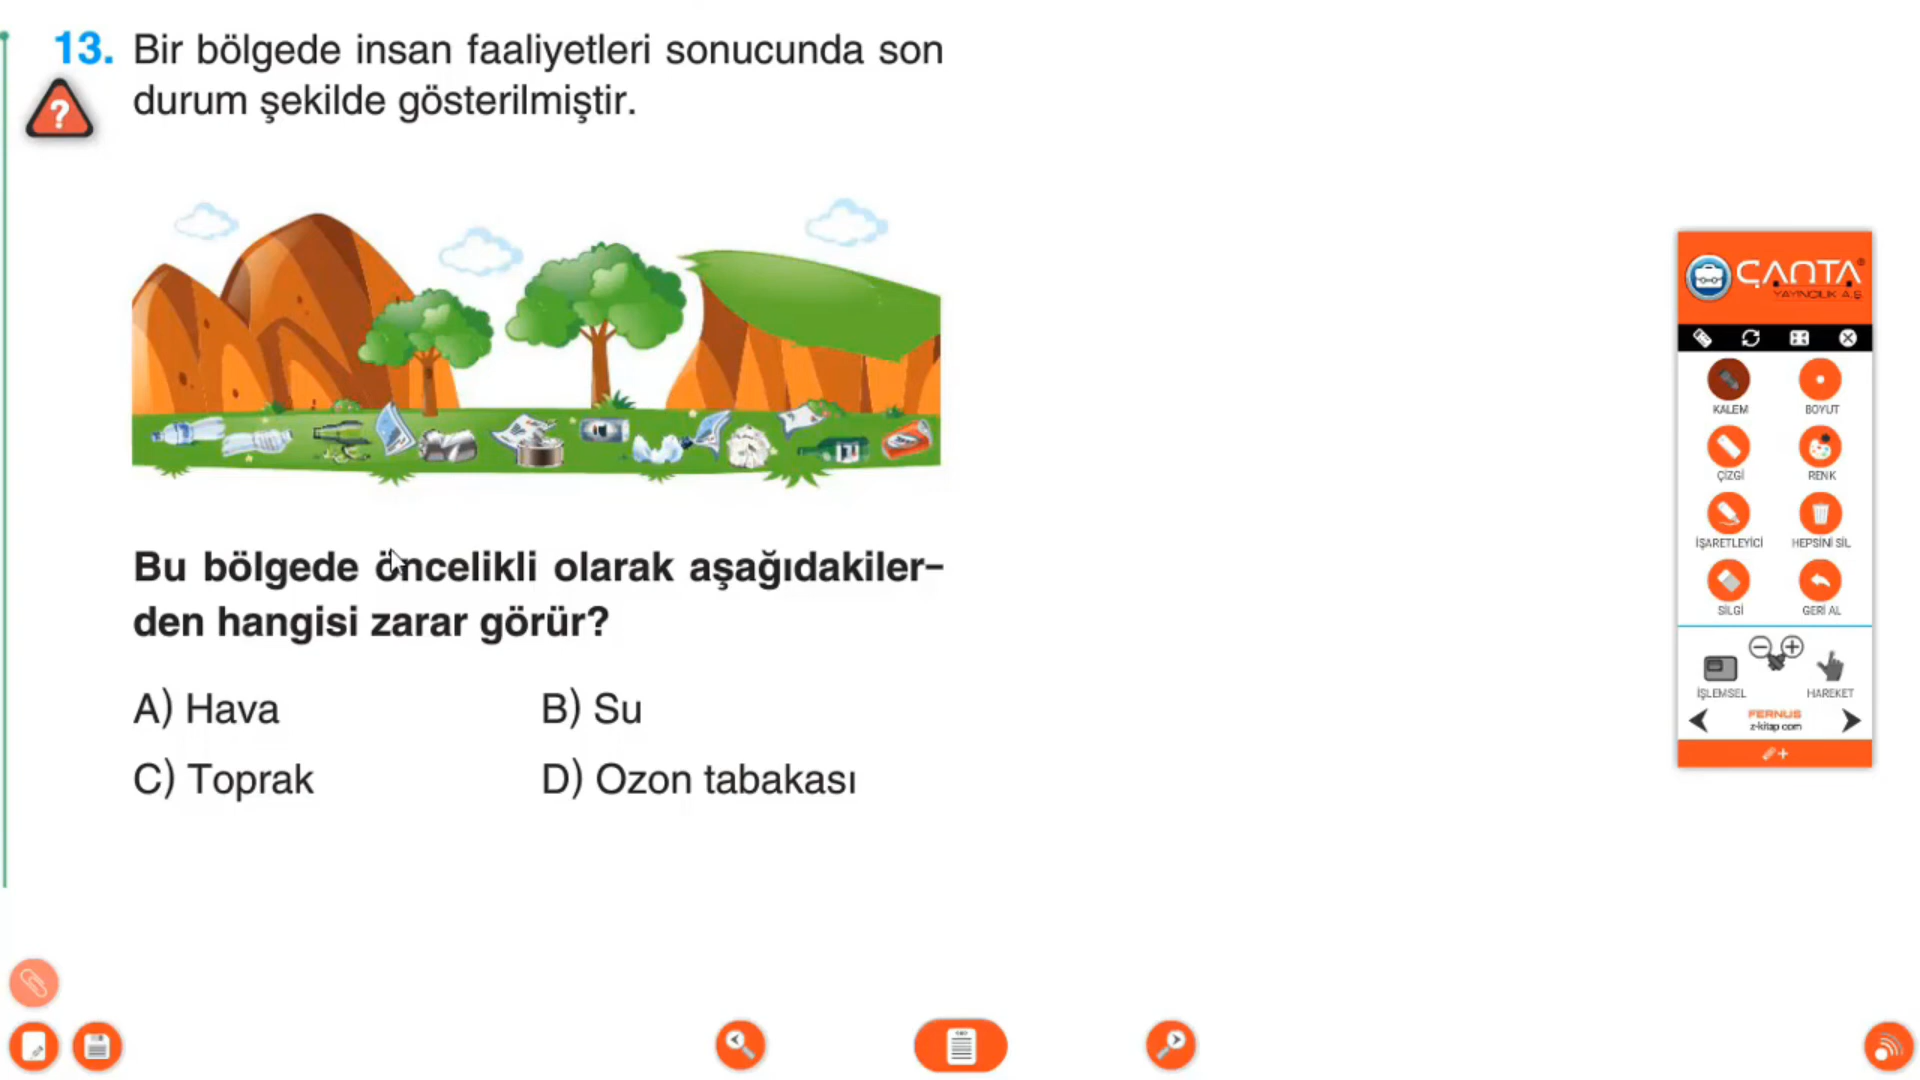 13. Bir bölgede insan faaliyetleri sonucunda son
durum şekilde gösterilmiştir.
?
Bu bölgede öncelikli olarak aşağıdakiler-
den hangisi zarar görür?
A) Hava
B) Su
C) Toprak
D) Ozon tabakası
ÇANTA
YAYINCILIK A.Ş
KALEM
BOYUT
ÇİZGİ
RENK
İŞARETLEYİCİ
HEPSİNİ SİL
SİLGİ
GERİ AL
İŞLEMSEL
HAREKET
FERNUS
z-kitap.com